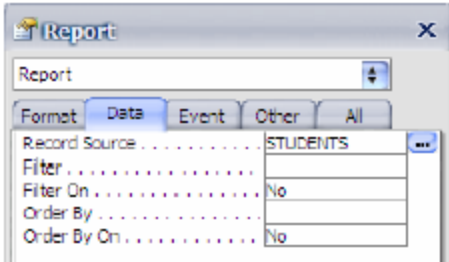 Report
Report
Format Data Event Other All
Record Source . . . . . . . . . . . STUDENTS ...
Filter . . . . . . . . . . . . . . . . .
Filter On . . . . . . . . . . . . . . . No
Order By . . . . . . . . . . . . . . .
Order By On . . . . . . . . . . . . No